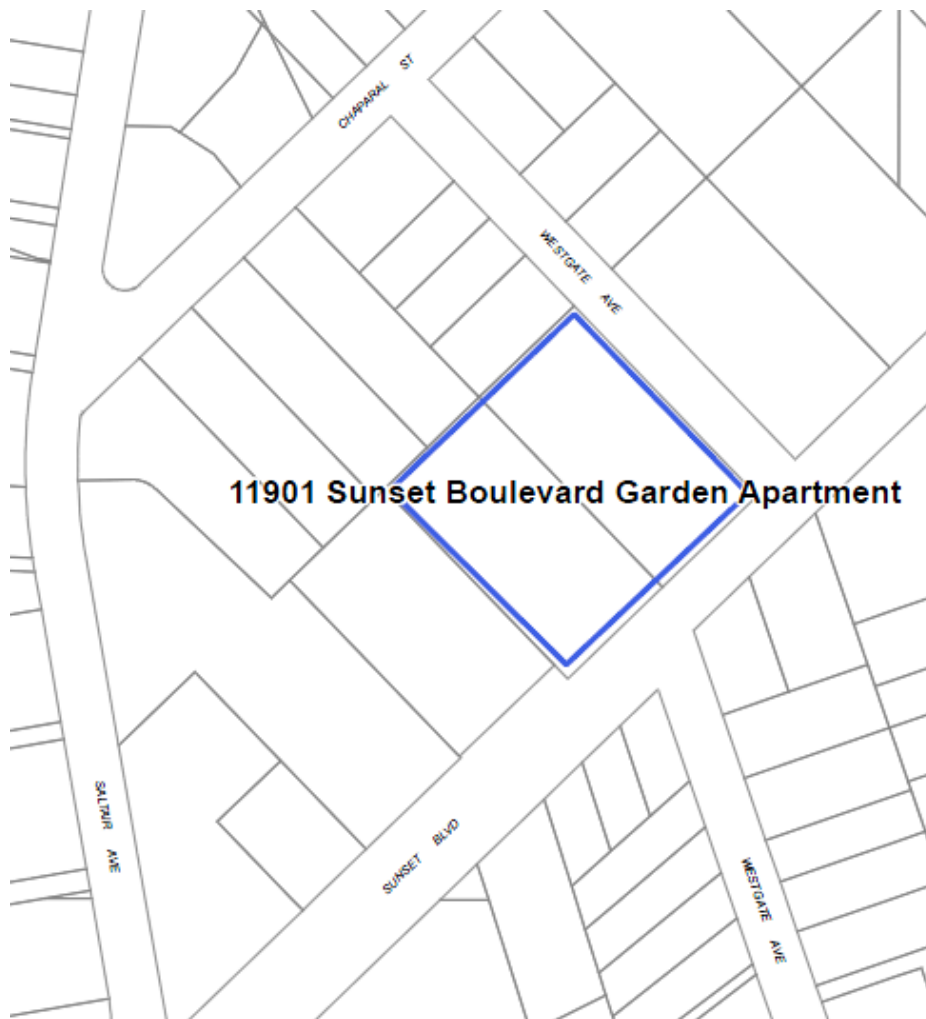 CHAPARAL ST
WESTGATE AVE
11901 Sunset Boulevard Garden Apartment
SALTAIR AVE
SUNSET BLVD
WESTGATE AVE